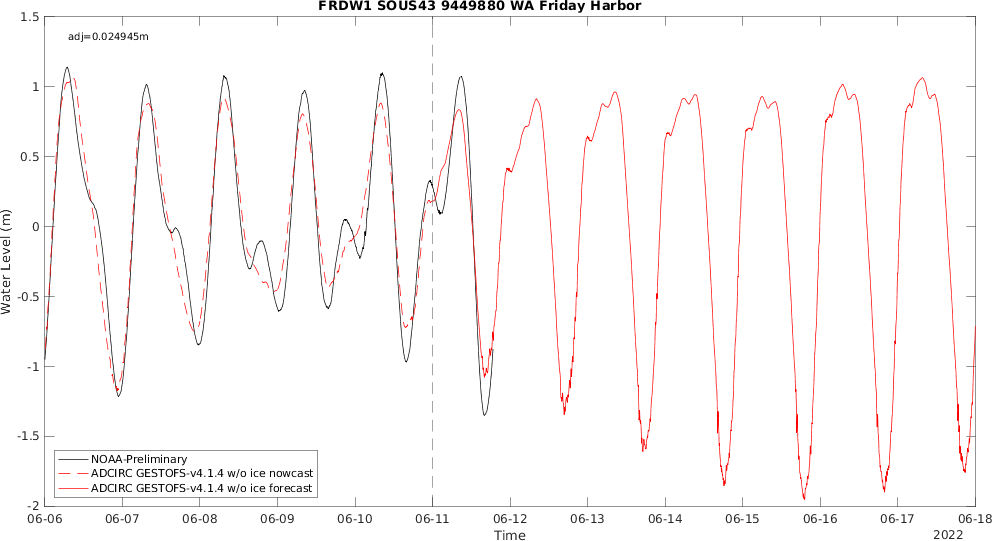 FRDW1 SOUS43 9449880 WA Friday Harbor
adj=0.024945m
1.5
1
0.5
0
-0.5
-1
-1.5
-2
Water Level (m)
NOAA-Preliminary
ADCIRC GESTOFS-v4.1.4 w/o ice nowcast
ADCIRC GESTOFS-v4.1.4 w/o ice forecast
06-06 06-07 06-08 06-09 06-10 06-11 06-12 06-13 06-14 06-15 06-16 06-17 06-18
Time
2022